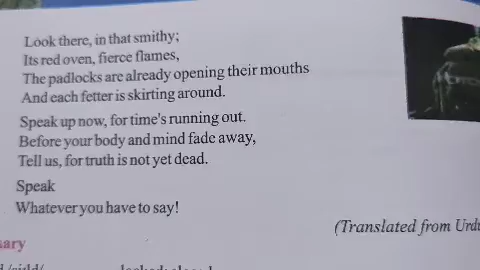 Look there, in that smithy;
Its red oven, fierce flames,
The padlocks are already opening their mouths
And each fetter is skirting around.
Speak up now, for time's running out.
Before your body and mind fade away,
Tell us, for truth is not yet dead.
Speak
Whatever you have to say!
(Translated from